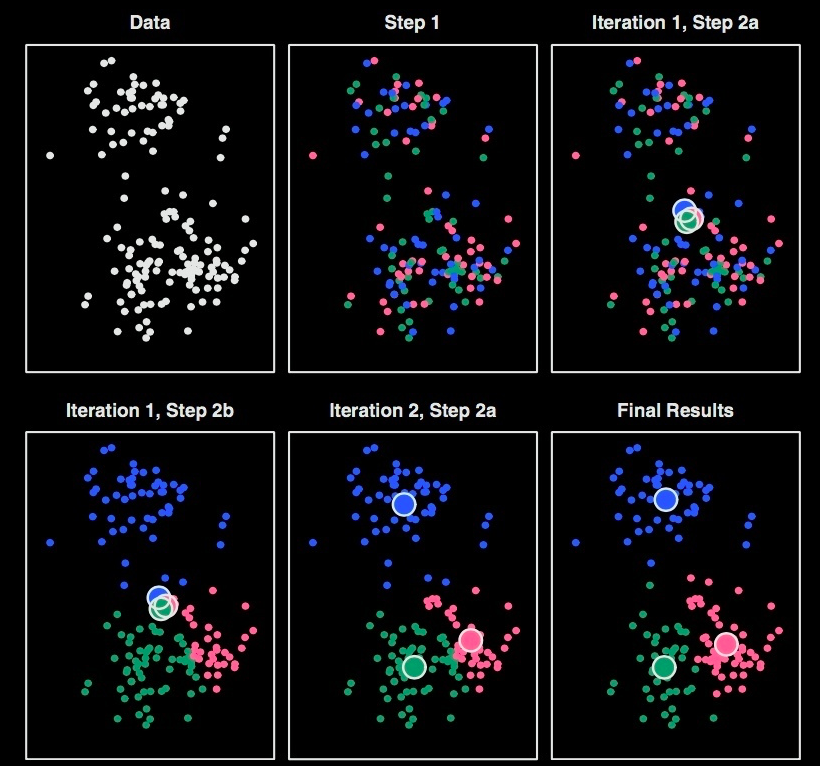 Data
Step 1
Iteration 1, Step 2a
Iteration 1, Step 2b
Iteration 2, Step 2a
Final Results